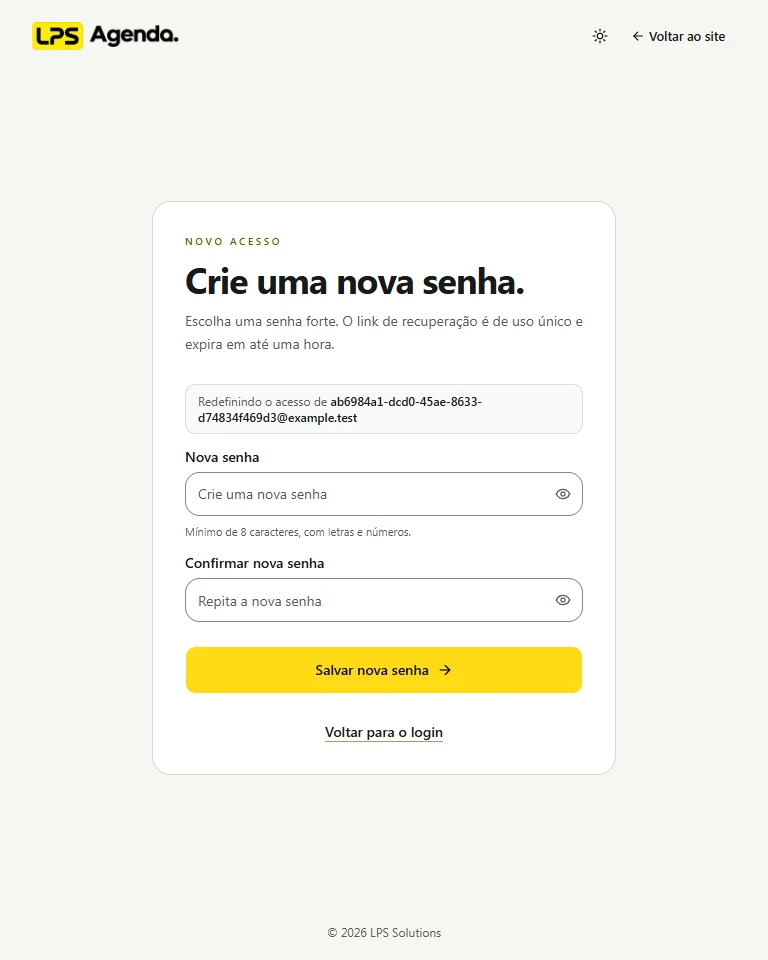 LPS Agenda.
← Voltar ao site
NOVO ACESSO
Crie uma nova senha.
Escolha uma senha forte. O link de recuperação é de uso único e
expira em até uma hora.
Redefinindo o acesso de ab6984a1-dcd0-45ae-8633-
d74834f469d3@example.test
Nova senha
Crie uma nova senha
Mínimo de 8 caracteres, com letras e números.
Confirmar nova senha
Repita a nova senha
Salvar nova senha →
Voltar para o login
© 2026 LPS Solutions